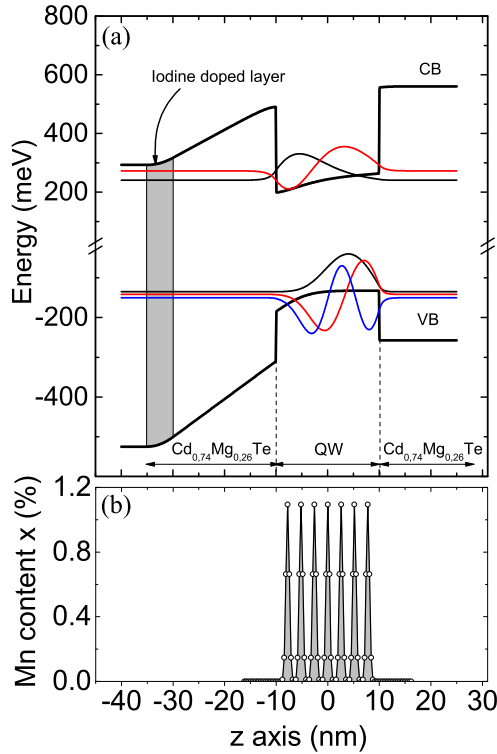 800
(a)
Iodine doped layer
CB
600
400
200
Energy (meV)
-200
VB
-400
Cd0,74Mg0,26Te
QW
Cd0,74Mg0,26Te
(b)
1.2
0.8
0.4
0.0
Mn content x (%)
-40 -30 -20 -10 0 10 20 30
z axis (nm)